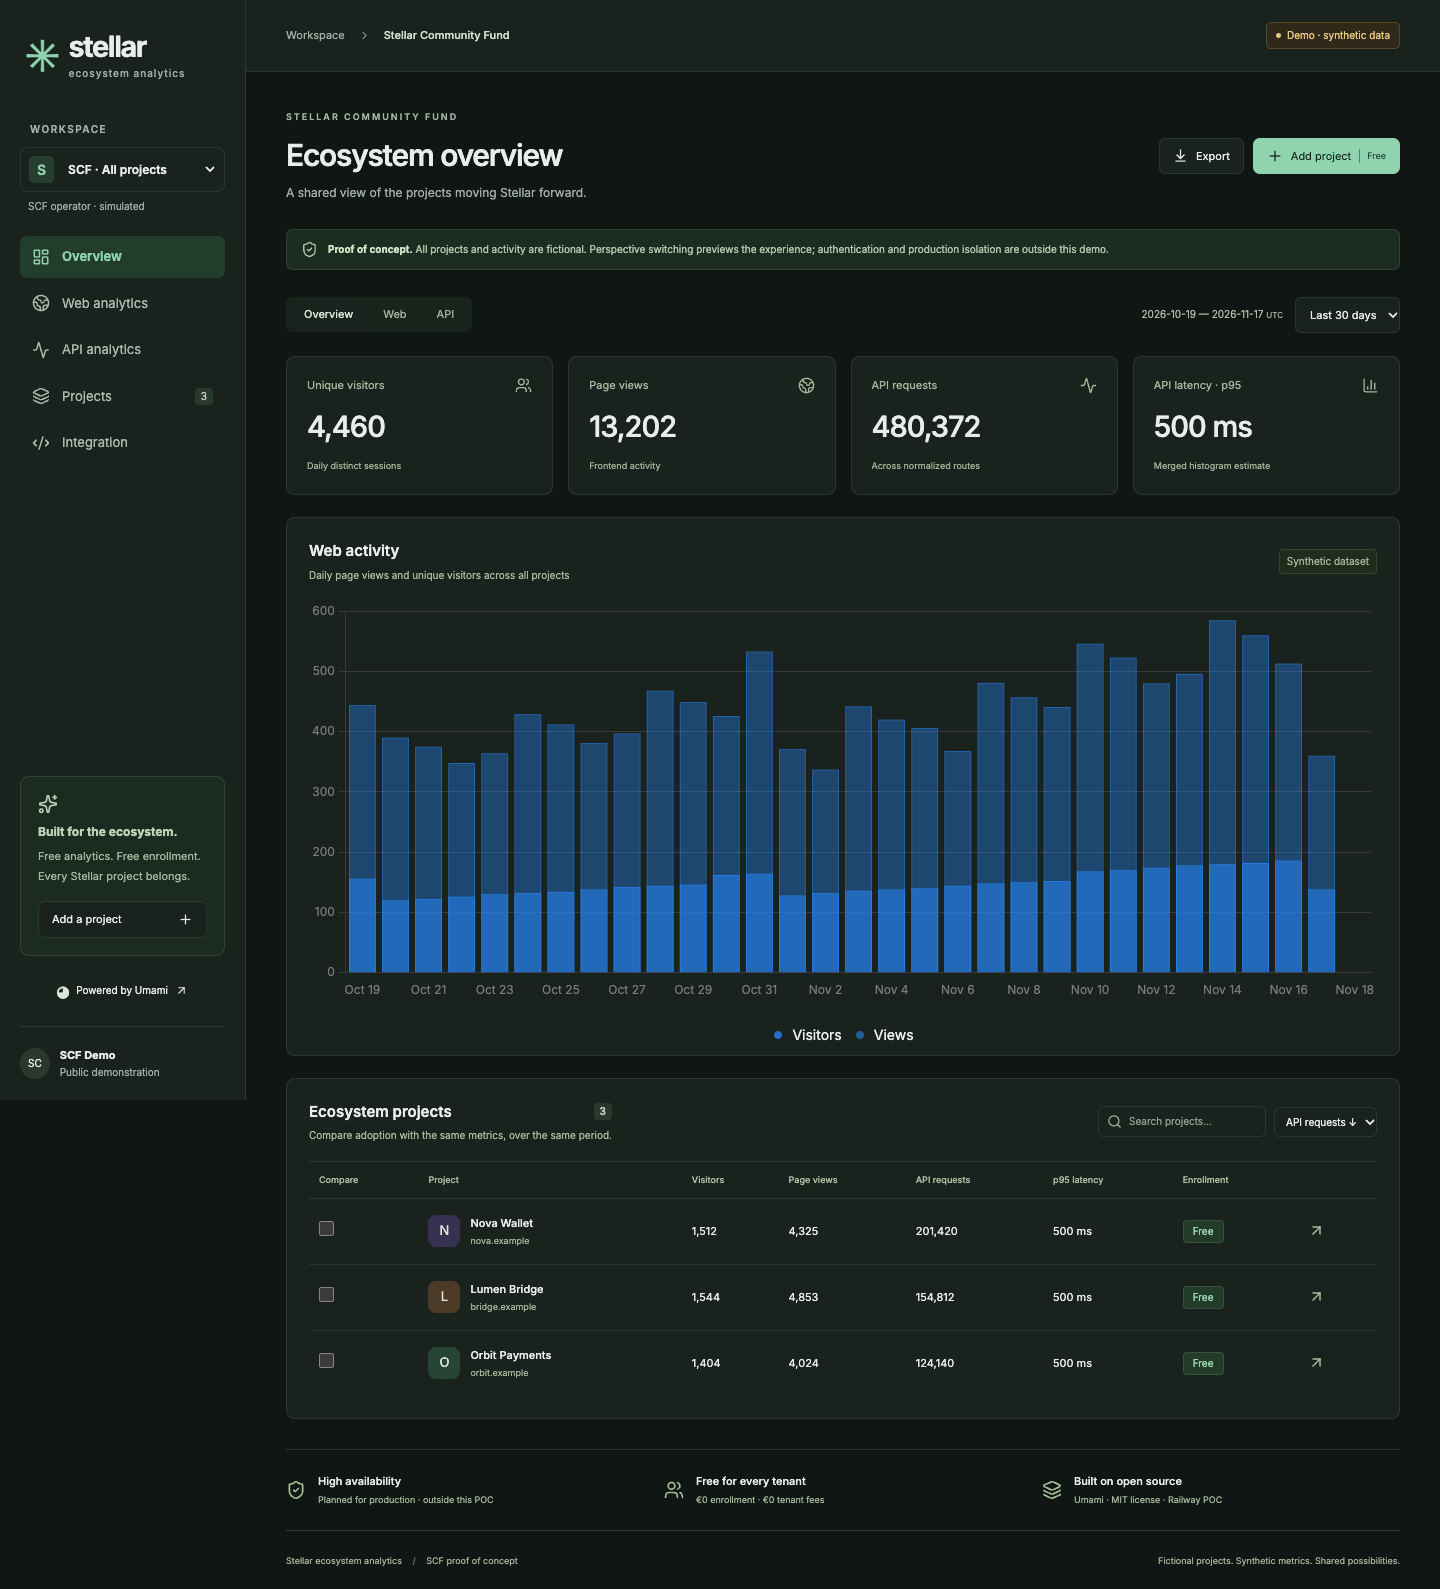 stellar
ecosystem analytics
WORKSPACE
S SCF · All projects
SCF operator · simulated
Overview
Web analytics
API analytics
Projects 3
Integration
Built for the ecosystem.
Free analytics. Free enrollment.
Every Stellar project belongs.
Add a project
Powered by Umami
SC
SCF Demo
Public demonstration
Workspace Stellar Community Fund
Demo · synthetic data
STELLAR COMMUNITY FUND
Ecosystem overview
A shared view of the projects moving Stellar forward.
Export
Add project Free
Proof of concept. All projects and activity are fictional. Perspective switching previews the experience; authentication and production isolation are outside this demo.
Overview Web API
2026-10-19 — 2026-11-17 UTC
Last 30 days
Unique visitors
4,460
Daily distinct sessions
Page views
13,202
Frontend activity
API requests
480,372
Across normalized routes
API latency · p95
500 ms
Merged histogram estimate
Web activity
Daily page views and unique visitors across all projects
Synthetic dataset
600
500
400
300
200
100
0
Oct 19 Oct 21 Oct 23 Oct 25 Oct 27 Oct 29 Oct 31 Nov 2 Nov 4 Nov 6 Nov 8 Nov 10 Nov 12 Nov 14 Nov 16 Nov 18
Visitors Views
Ecosystem projects 3
Compare adoption with the same metrics, over the same period.
Search projects...
API requests ↓
Compare Project Visitors Page views API requests p95 latency Enrollment
N Nova Wallet 1,512 4,325 201,420 500 ms Free
nova.example
L Lumen Bridge 1,544 4,853 154,812 500 ms Free
bridge.example
O Orbit Payments 1,404 4,024 124,140 500 ms Free
orbit.example
High availability
Planned for production · outside this POC
Free for every tenant
€0 enrollment · €0 tenant fees
Built on open source
Umami · MIT license · Railway POC
Stellar ecosystem analytics / SCF proof of concept
Fictional projects. Synthetic metrics. Shared possibilities.